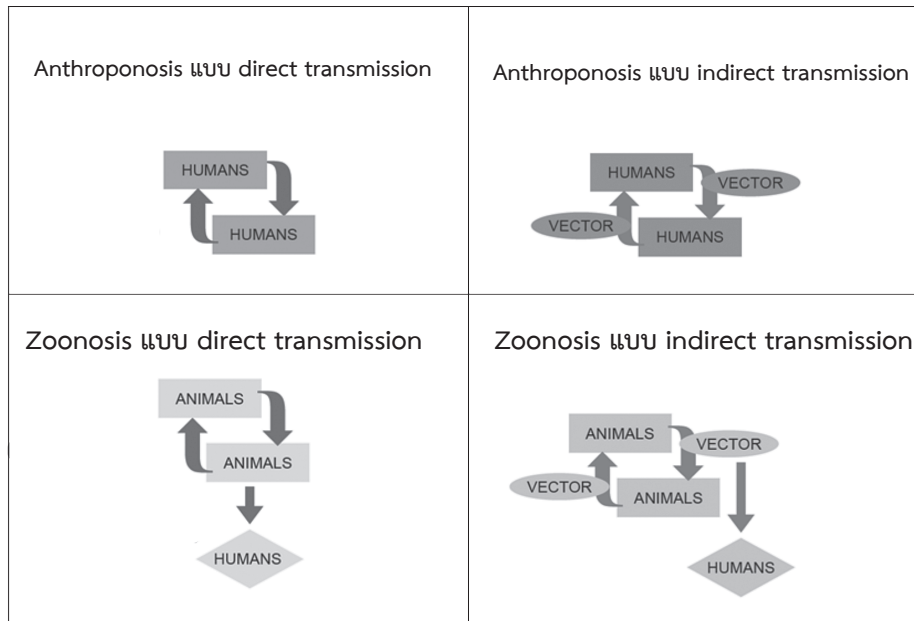 Anthroponosis แบบ direct transmission
HUMANS
HUMANS
Anthroponosis แบบ indirect transmission
HUMANS
VECTOR
VECTOR
HUMANS
Zoonosis แบบ direct transmission
ANIMALS
ANIMALS
HUMANS
Zoonosis แบบ indirect transmission
ANIMALS
VECTOR
VECTOR
ANIMALS
HUMANS